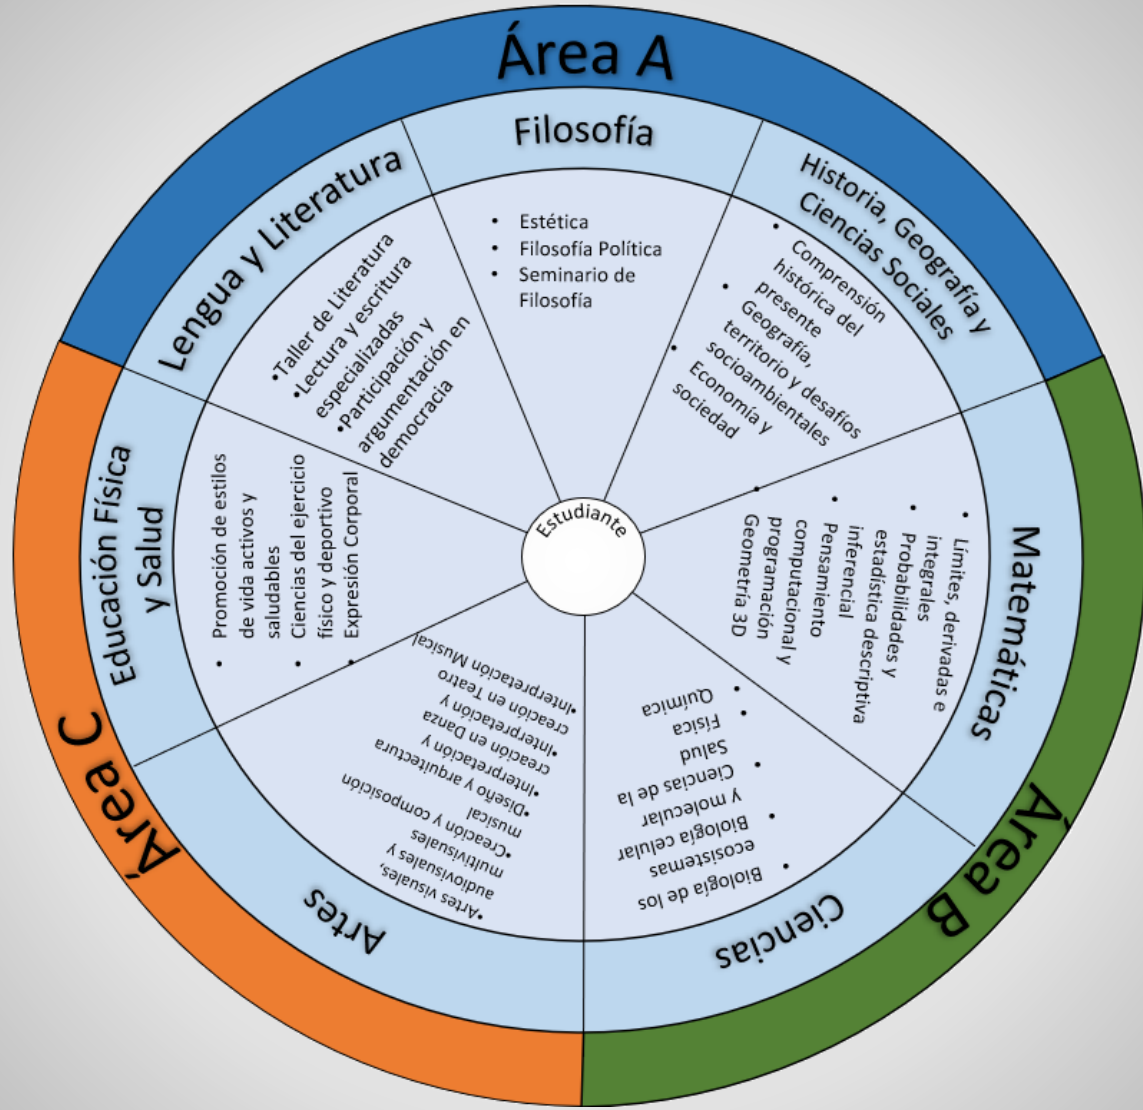 Área A
Filosofía
Estética
Filosofía Política
Seminario de
Filosofía
Historia, Geografía y
Ciencias Sociales
Comprensión
histórica del
presente
Geografía,
territorio y desafíos
socioambientales
Economía y
sociedad
Área B
Matemáticas
Límites, derivadas e
integrales
Probabilidades y
estadística descriptiva
inferencial
Pensamiento
computacional y
programación
Geometría 3D
Ciencias
Biología de los
ecosistemas
Biología celular
y molecular
Ciencias de la
Salud
Física
Química
Área C
Artes
Artes visuales,
audiovisuales y
multivisuales
Creación y composición
musical
Diseño y arquitectura
Interpretación y
creación en Danza
Interpretación y
creación en Teatro
Interpretación Musical
Educación Física
y Salud
Promoción de estilos
de vida activos y
saludables
Ciencias del ejercicio
físico y deportivo
Expresión Corporal
Lengua y Literatura
Taller de Literatura
Lectura y escritura
especializadas
Participación y
argumentación en
democracia
Estudiante